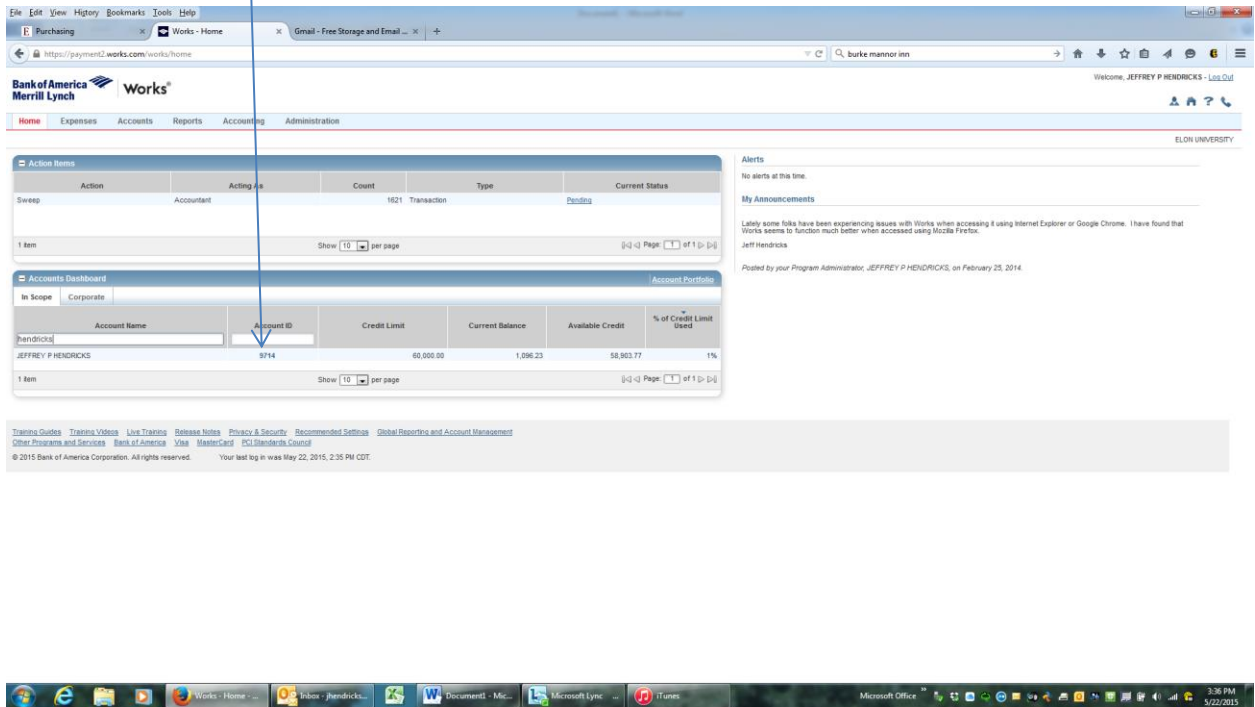 File Edit View History Bookmarks Tools Help
Purchasing × Works - Home × Gmail - Free Storage and Email ... × +
https://payment2.works.com/works/home burke mannor inn
Bank of America Merrill Lynch Works® Welcome, JEFFREY P HENDRICKS - Log Out
Home Expenses Accounts Reports Accounting Administration
ELON UNIVERSITY
Action Items
Action Acting As Count Type Current Status
Sweep Accountant 1621 Transaction Pending
1 item Show 10 per page Page: 1 of 1
Accounts Dashboard Account Portfolio
In Scope Corporate
Account Name Account ID Credit Limit Current Balance Available Credit % of Credit Limit Used
hendricks
JEFFREY P HENDRICKS 9714 60,000.00 1,096.23 58,903.77 1%
1 item Show 10 per page Page: 1 of 1
Alerts
No alerts at this time.
My Announcements
Lately some folks have been experiencing issues with Works when accessing it using Internet Explorer or Google Chrome. I have found that
Works seems to function much better when accessed using Mozilla Firefox.
Jeff Hendricks
Posted by your Program Administrator, JEFFREY P HENDRICKS, on February 25, 2014.
Training Guides Training Videos Live Training Release Notes Privacy & Security Recommended Settings Global Reporting and Account Management
Other Programs and Services Bank of America Visa MasterCard PCI Standards Council
© 2015 Bank of America Corporation. All rights reserved. Your last log in was May 22, 2015, 2:35 PM CDT.
Works - Home - ... Inbox - jhendricks... Document1 - Mic... Microsoft Lync ... iTunes Microsoft Office » 3:36 PM
5/22/2015